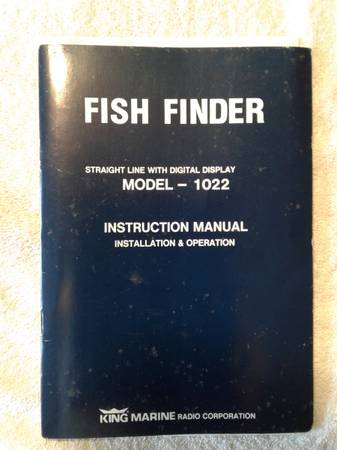 FISH FINDER
STRAIGHT LINE WITH DIGITAL DISPLAY
MODEL – 1022
INSTRUCTION MANUAL
INSTALLATION & OPERATION
KING MARINE RADIO CORPORATION